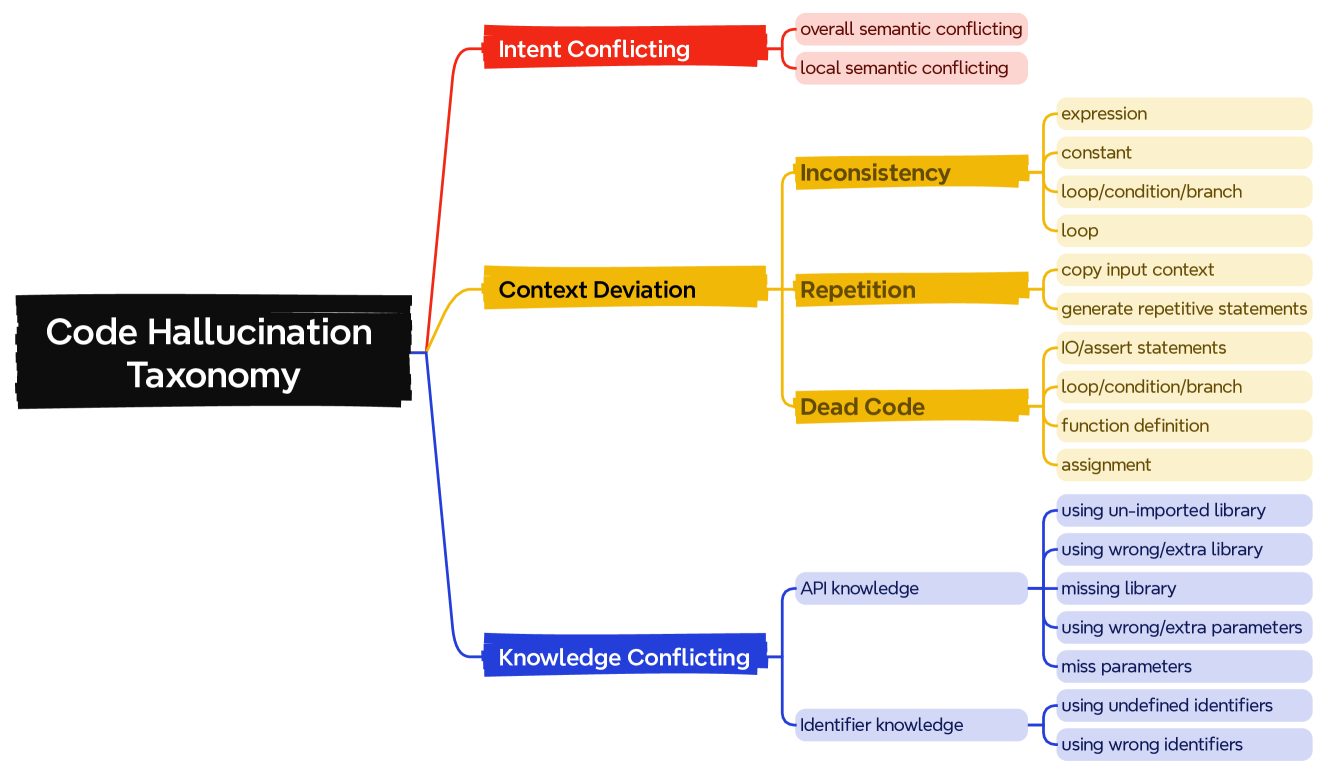 Code Hallucination
Taxonomy
Intent Conflicting
overall semantic conflicting
local semantic conflicting
Context Deviation
Inconsistency
expression
constant
loop/condition/branch
loop
Repetition
copy input context
generate repetitive statements
Dead Code
IO/assert statements
loop/condition/branch
function definition
assignment
Knowledge Conflicting
API knowledge
using un-imported library
using wrong/extra library
missing library
using wrong/extra parameters
miss parameters
Identifier knowledge
using undefined identifiers
using wrong identifiers